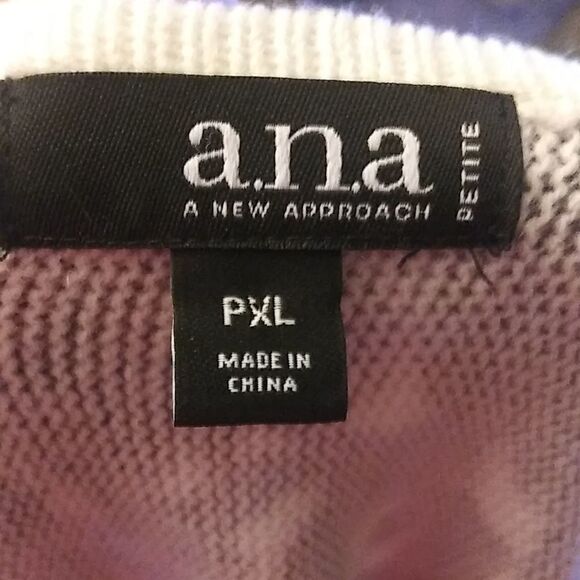 a.n.a
A NEW APPROACH
PETITE
PXL
MADE IN
CHINA